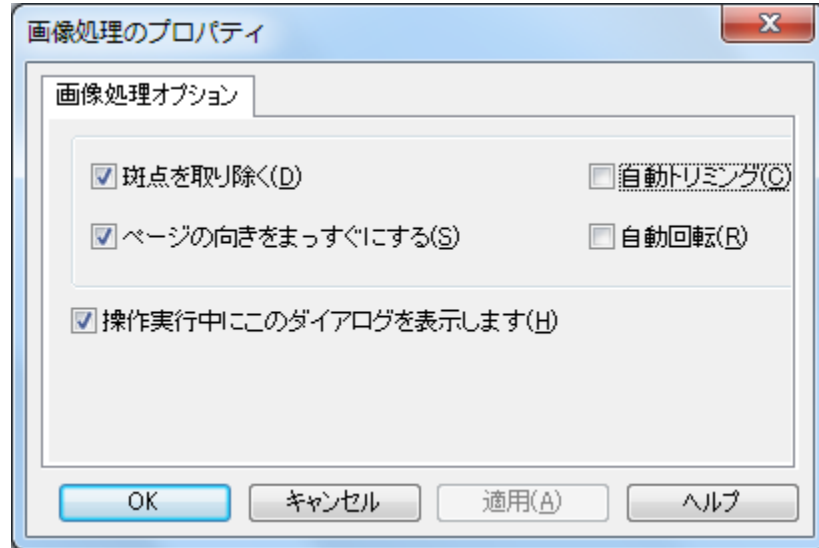 画像処理のプロパティ
画像処理オプション
斑点を取り除く(D) 自動トリミング(C)
ページの向きをまっすぐにする(S) 自動回転(R)
操作実行中にこのダイアログを表示します(H)
OK キャンセル 適用(A) ヘルプ